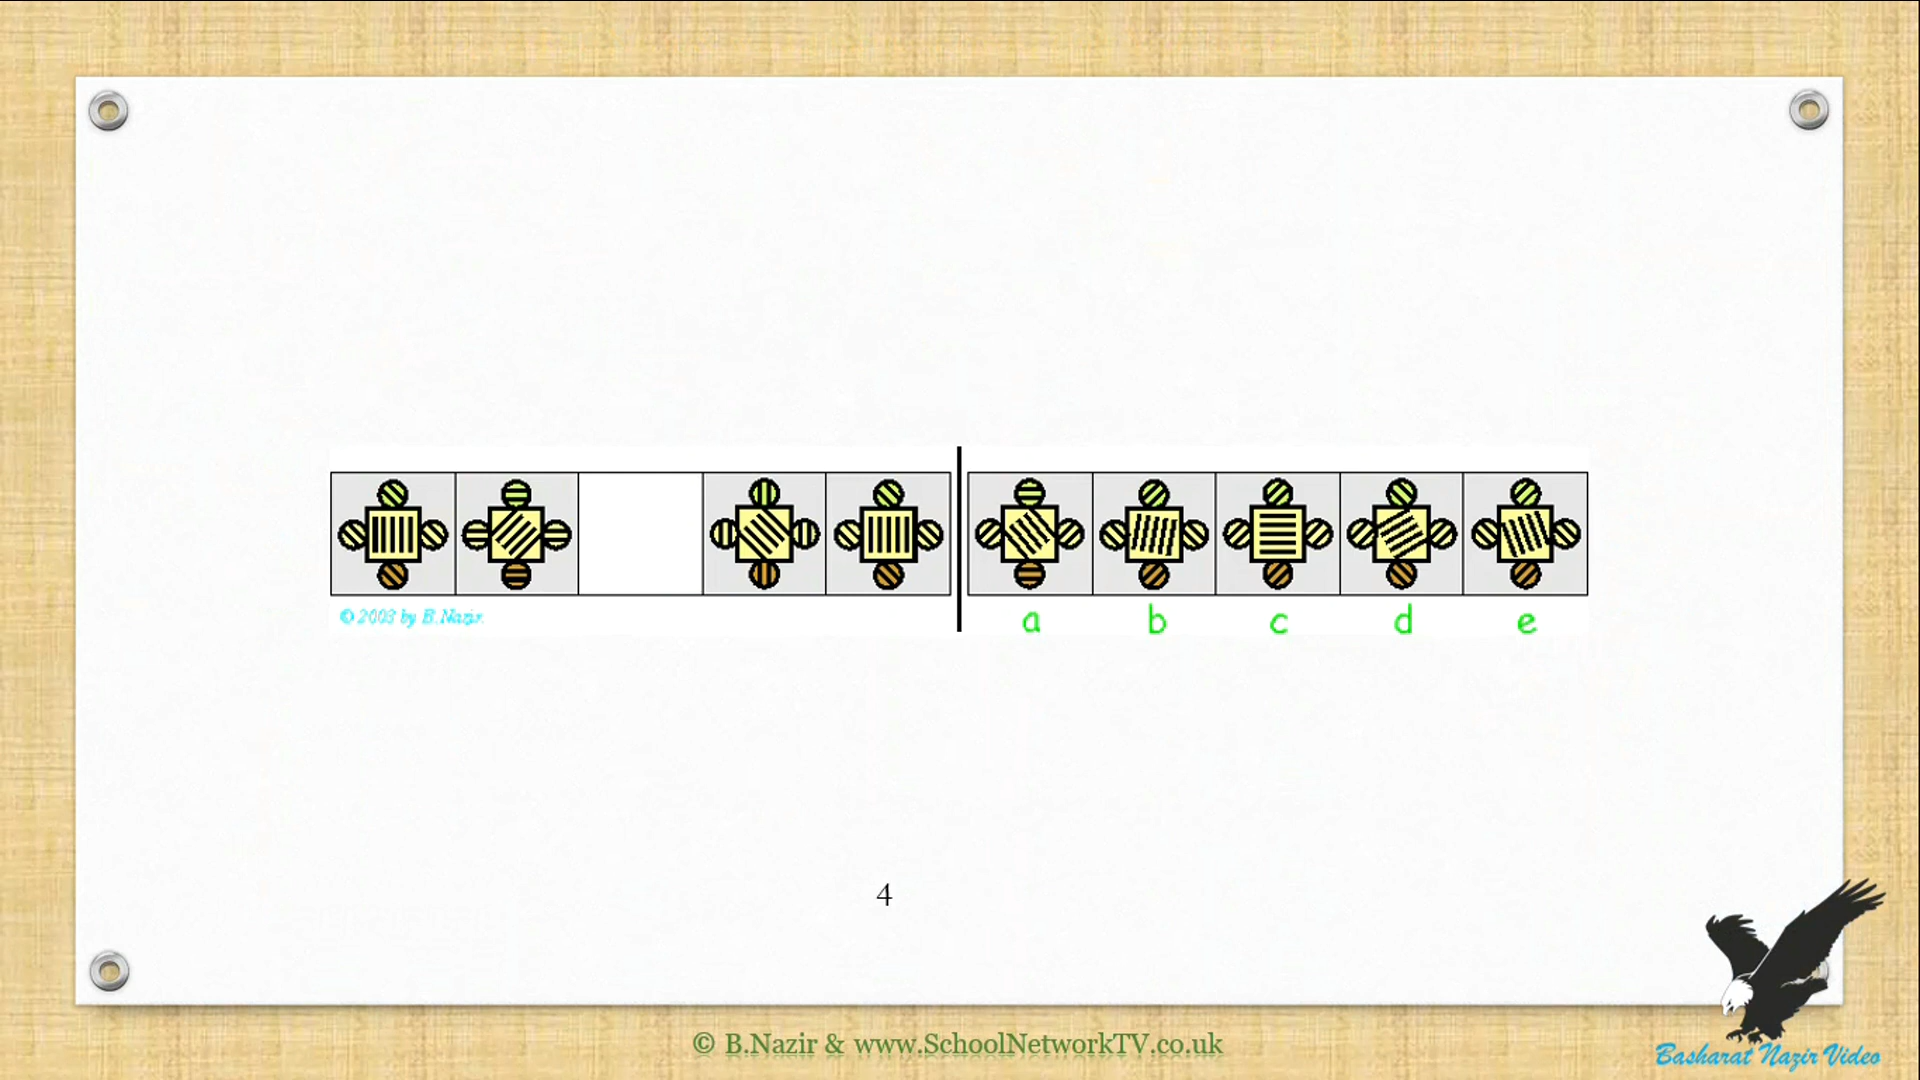 © 2003 by B.Nazir.
a b c d e
4
© B.Nazir & www.SchoolNetworkTV.co.uk
Basharat Nazir Video